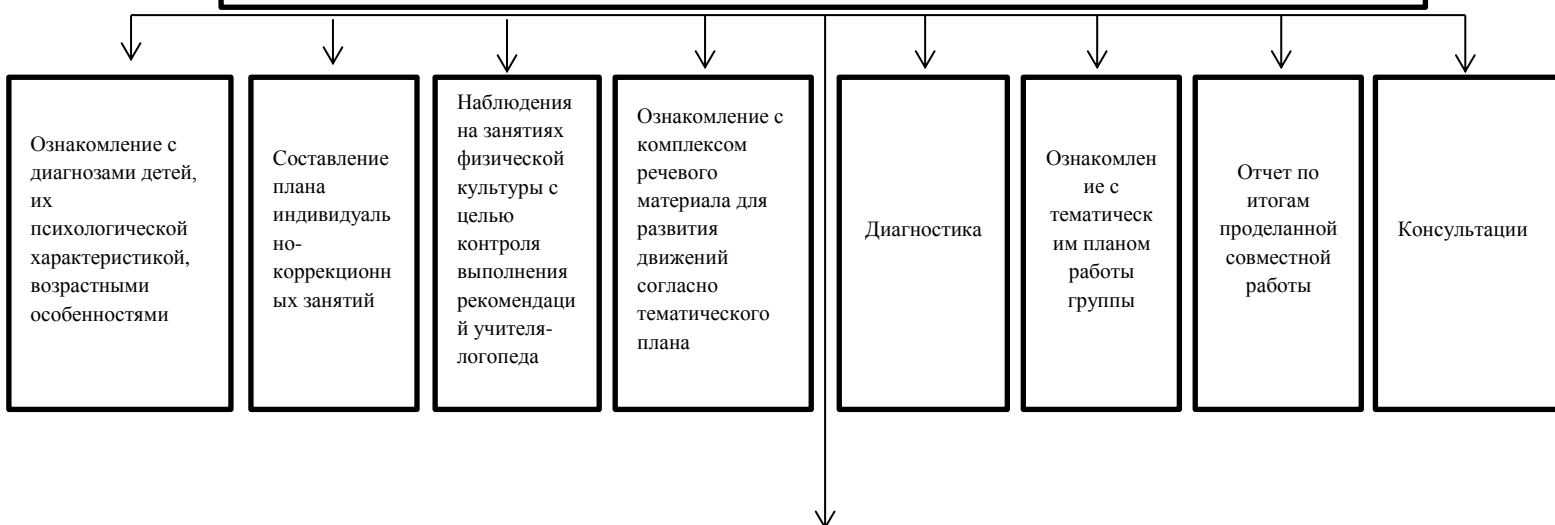 Ознакомление с
диагнозами детей,
их
психологической
характеристикой,
возрастными
особенностями
Составление
плана
индивидуаль
но-
коррекционн
ых занятий
Наблюдения
на занятиях
физической
культуры с
целью
контроля
выполнения
рекомендаци
й учителя-
логопеда
Ознакомление с
комплексом
речевого
материала для
развития
движений
согласно
тематического
плана
Диагностика
Ознакомлен
ие с
тематическ
им планом
работы
группы
Отчет по
итогам
проделанной
совместной
работы
Консультации